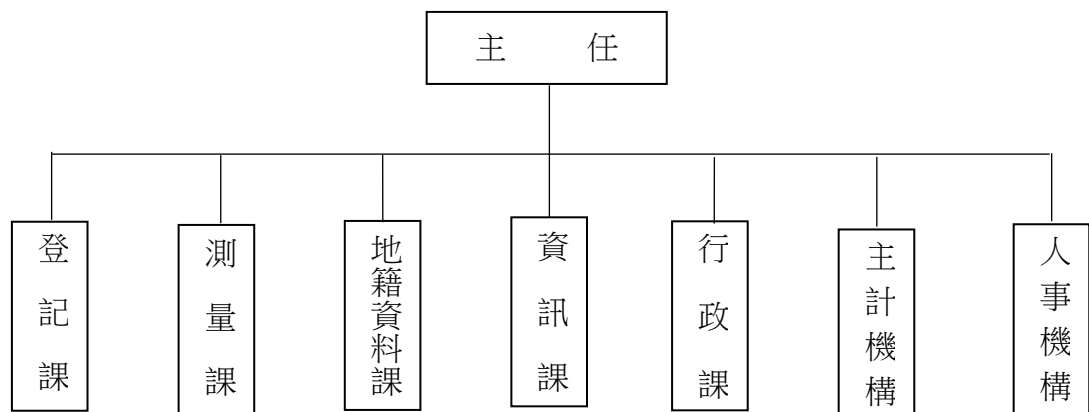 主任
登記課
測量課
地籍資料課
資訊課
行政課
主計機構
人事機構